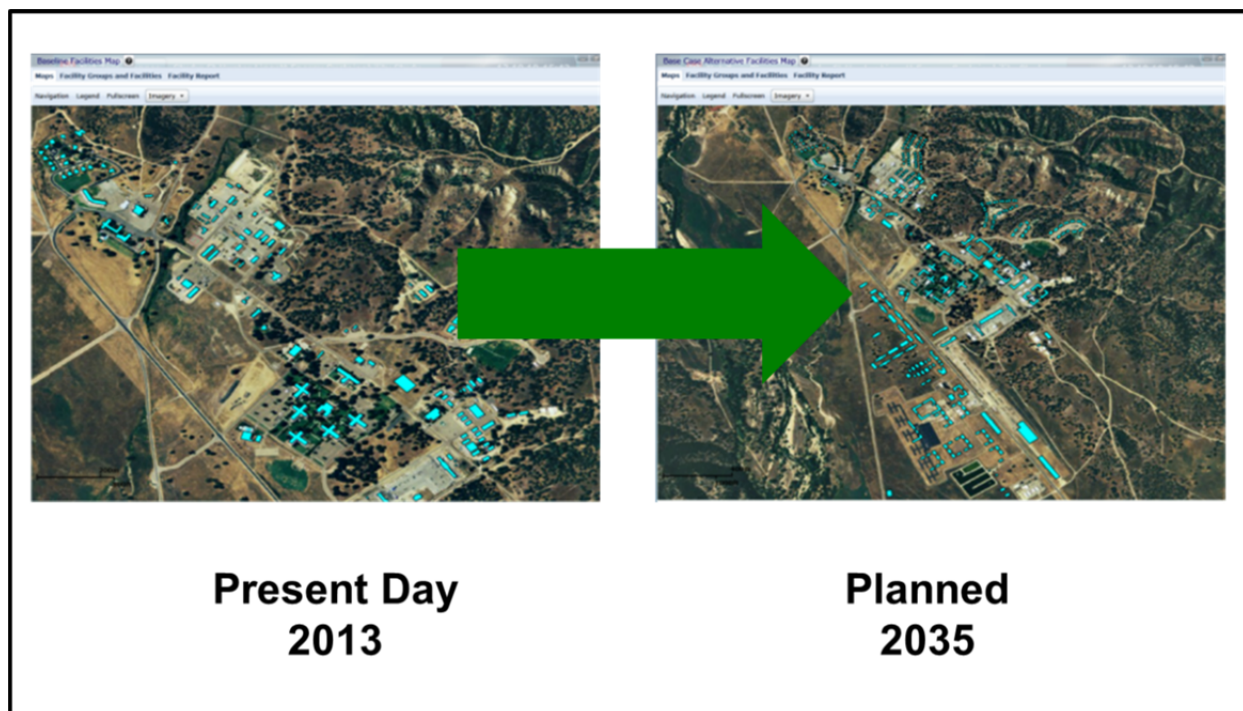 Baseline Facilities Map
Maps Facility Groups and Facilities Facility Report
Navigation Legend Fullscreen Imagery
Base Case Alternative Facilities Map
Maps Facility Groups and Facilities Facility Report
Navigation Legend Fullscreen Imagery
Present Day
2013
Planned
2035